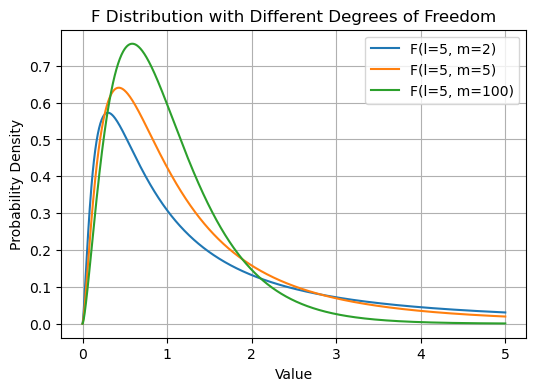 F Distribution with Different Degrees of Freedom
F(l=5, m=2)
F(l=5, m=5)
F(l=5, m=100)
Probability Density
0.7
0.6
0.5
0.4
0.3
0.2
0.1
0.0
0 1 2 3 4 5
Value